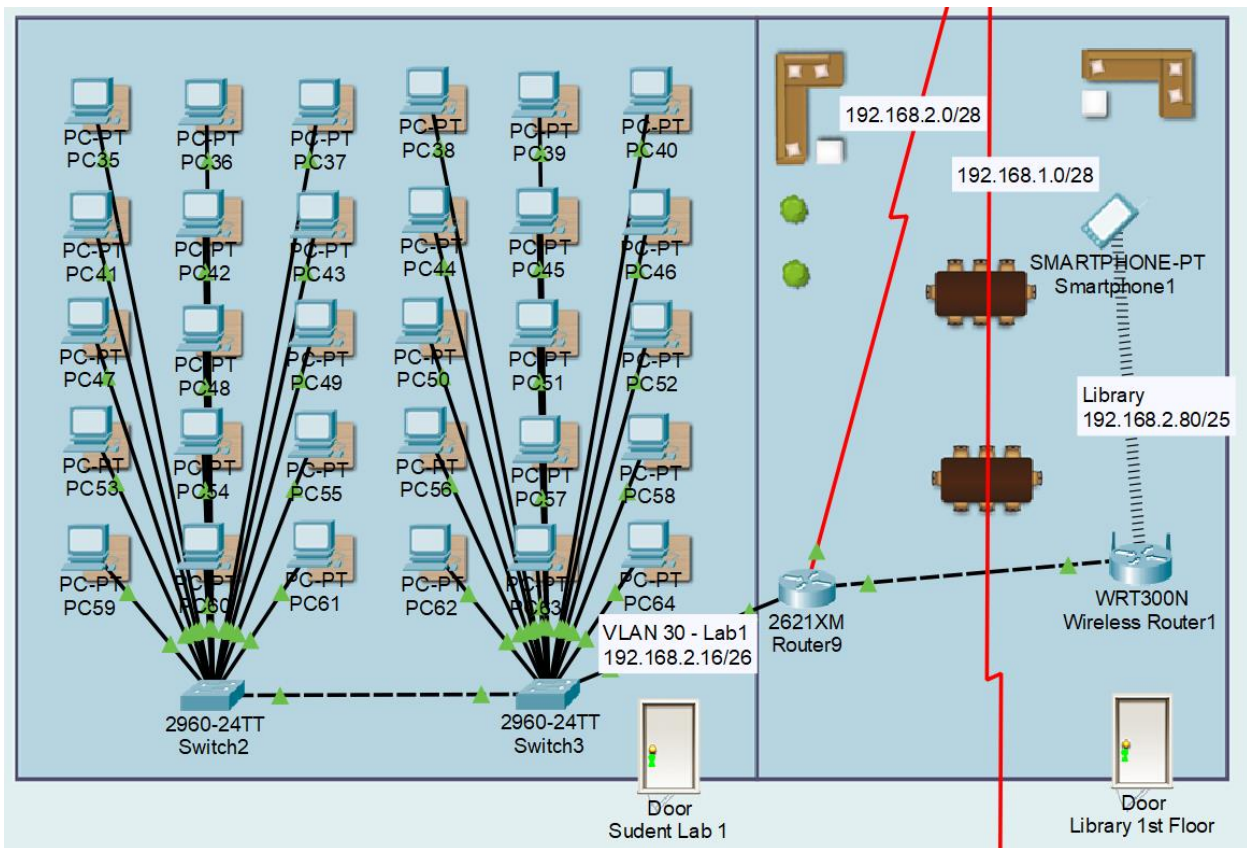 PC-PT
PC35
PC-PT
PC36
PC-PT
PC37
PC-PT
PC38
PC-PT
PC39
PC-PT
PC40
PC-PT
PC41
PC-PT
PC42
PC-PT
PC43
PC-PT
PC44
PC-PT
PC45
PC-PT
PC46
PC-PT
PC47
PC-PT
PC48
PC-PT
PC49
PC-PT
PC50
PC-PT
PC51
PC-PT
PC52
PC-PT
PC53
PC-PT
PC54
PC-PT
PC55
PC-PT
PC56
PC-PT
PC57
PC-PT
PC58
PC-PT
PC59
PC-PT
PC60
PC-PT
PC61
PC-PT
PC62
PC-PT
PC63
PC-PT
PC64
2960-24TT
Switch2
2960-24TT
Switch3
VLAN 30 - Lab1
192.168.2.16/26
Door
Sudent Lab 1
192.168.2.0/28
192.168.1.0/28
SMARTPHONE-PT
Smartphone1
Library
192.168.2.80/25
2621XM
Router9
WRT300N
Wireless Router1
Door
Library 1st Floor